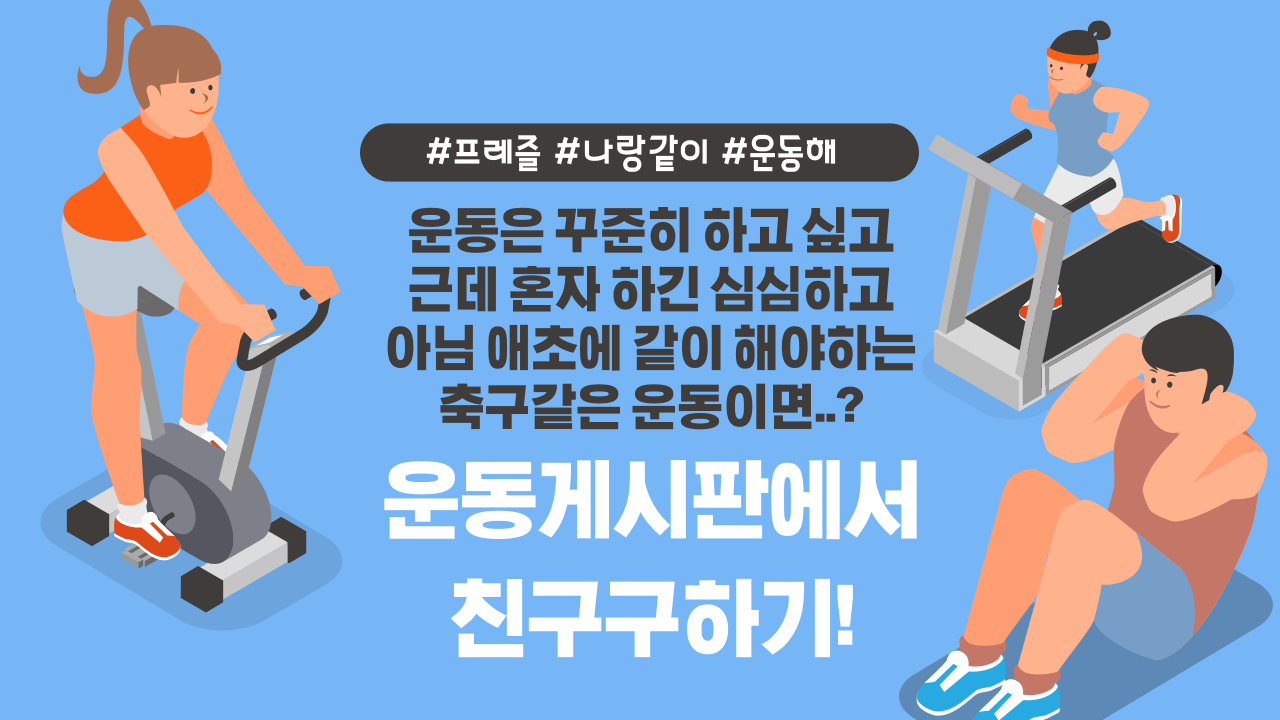 #프레즐 #나랑같이 #운동해
운동은 꾸준히 하고 싶고
근데 혼자 하긴 심심하고
아님 애초에 같이 해야하는
축구같은 운동이면..?
운동게시판에서
친구구하기!